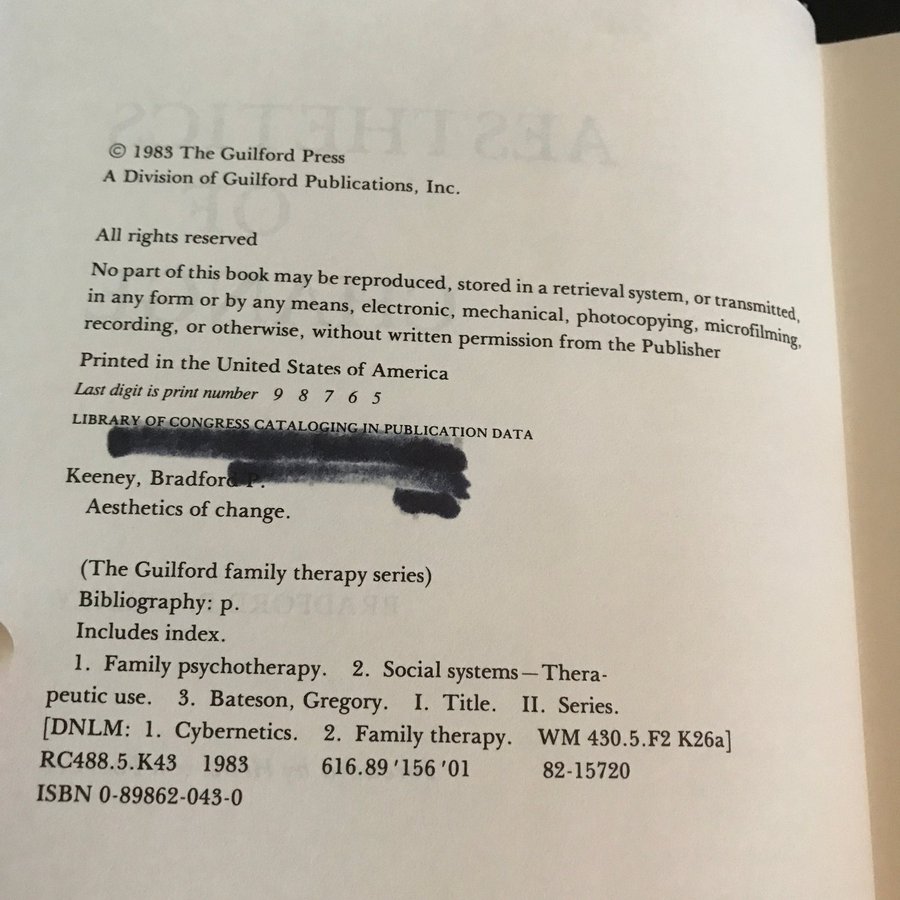 © 1983 The Guilford Press
A Division of Guilford Publications, Inc.
All rights reserved
No part of this book may be reproduced, stored in a retrieval system, or transmitted,
in any form or by any means, electronic, mechanical, photocopying, microfilming,
recording, or otherwise, without written permission from the Publisher
Printed in the United States of America
Last digit is print number 9 8 7 6 5
LIBRARY OF CONGRESS CATALOGING IN PUBLICATION DATA
Keeney, Bradford P.
Aesthetics of change.
(The Guilford family therapy series)
Bibliography: p.
Includes index.
1. Family psychotherapy. 2. Social systems—Thera-
peutic use. 3. Bateson, Gregory. I. Title. II. Series.
[DNLM: 1. Cybernetics. 2. Family therapy. WM 430.5.F2 K26a]
RC488.5.K43 1983 616.89'156'01 82-15720
ISBN 0-89862-043-0